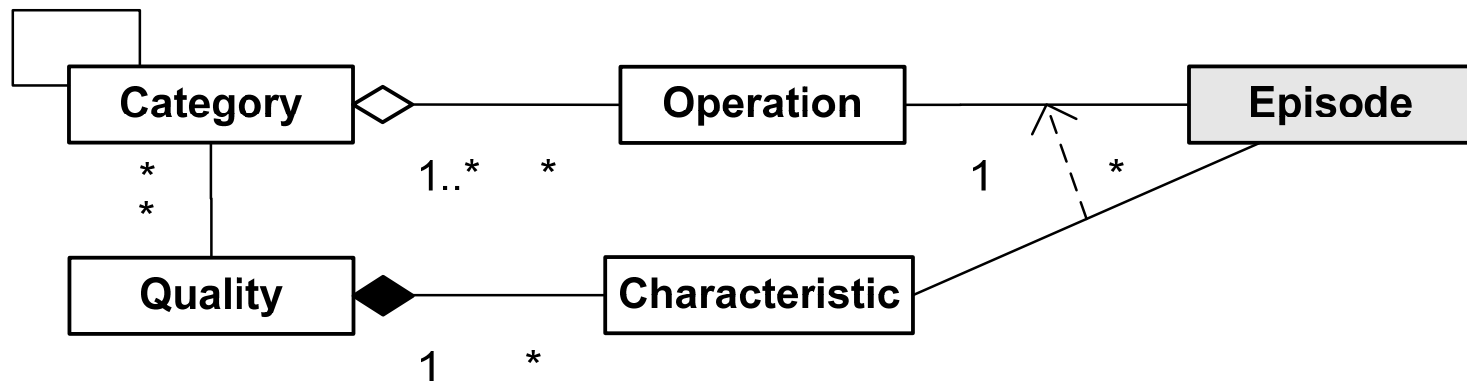 Category
Operation
Episode
*
1..*
*
1
*
*
Quality
Characteristic
1
*